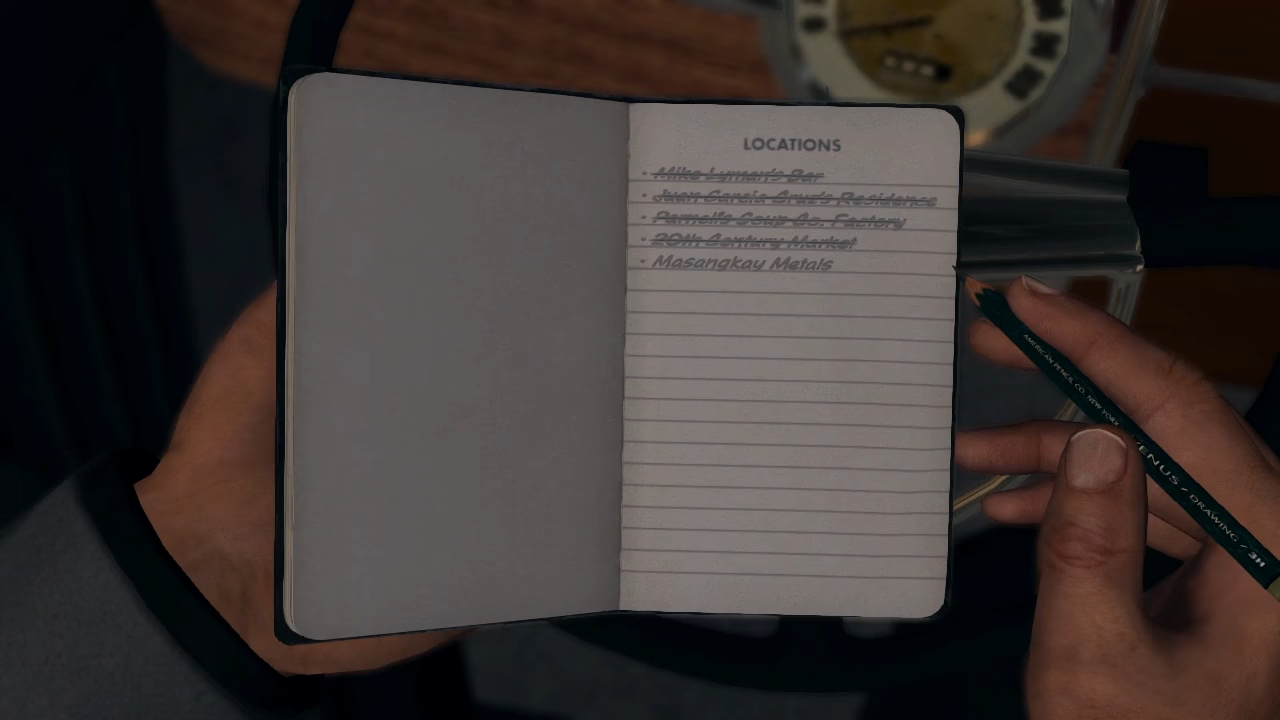 LOCATIONS
- Mike Lyman's Bar
- Juan Garcia Cruz's Residence
- Parnell's Soup Co. Factory
- 20th Century Market
- Masangkay Metals
AMERICAN PENCIL CO. NEW YORK
VENUS / DRAWING / 3H